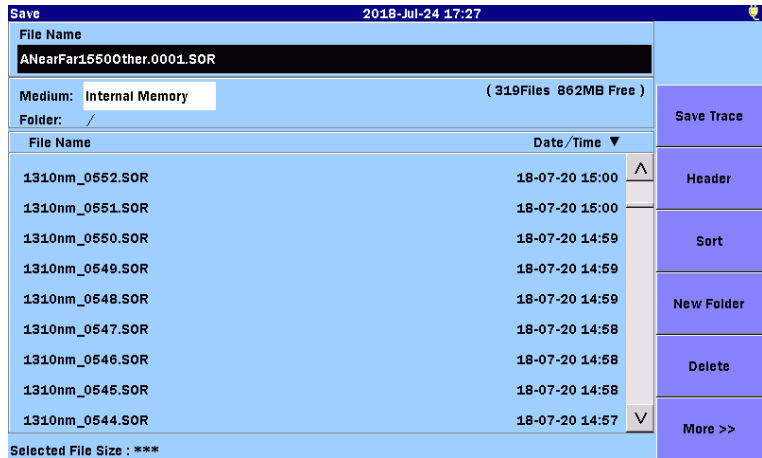 Save 2018-Jul-24 17:27
File Name
ANearFar1550Other.0001.SOR
Medium: Internal Memory (319Files 862MB Free)
Folder: /
File Name Date/Time ▼
1310nm_0552.SOR 18-07-20 15:00
1310nm_0551.SOR 18-07-20 15:00
1310nm_0550.SOR 18-07-20 14:59
1310nm_0549.SOR 18-07-20 14:59
1310nm_0548.SOR 18-07-20 14:59
1310nm_0547.SOR 18-07-20 14:58
1310nm_0546.SOR 18-07-20 14:58
1310nm_0545.SOR 18-07-20 14:58
1310nm_0544.SOR 18-07-20 14:57
Selected File Size : ***
Save Trace
Header
Sort
New Folder
Delete
More >>